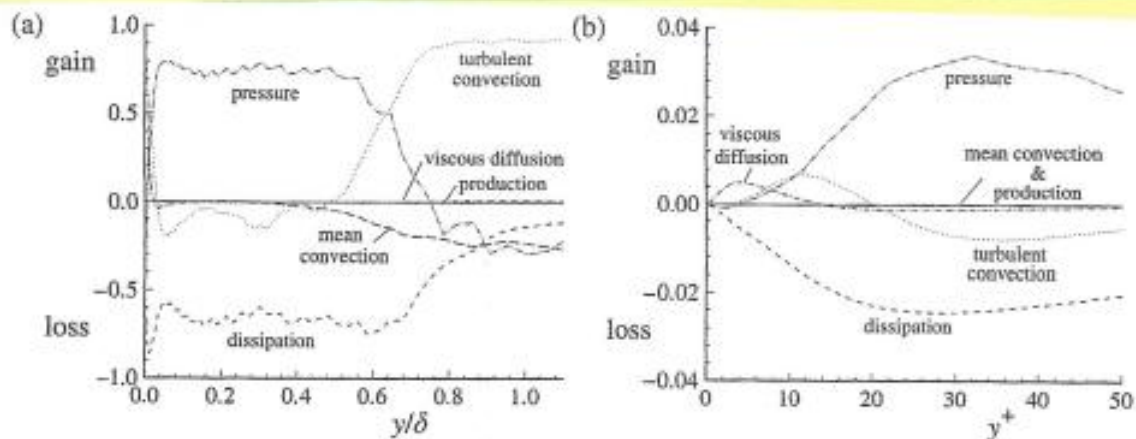 (a)
gain
loss
1.0
0.5
0.0
−0.5
−1.0
turbulent
convection
pressure
viscous diffusion
production
mean
convection
dissipation
0.0 0.2 0.4 0.6 0.8 1.0
y/δ
(b)
gain
loss
0.04
0.02
0.00
−0.02
−0.04
pressure
viscous
diffusion
mean convection
&
production
turbulent
convection
dissipation
0 10 20 30 40 50
y+